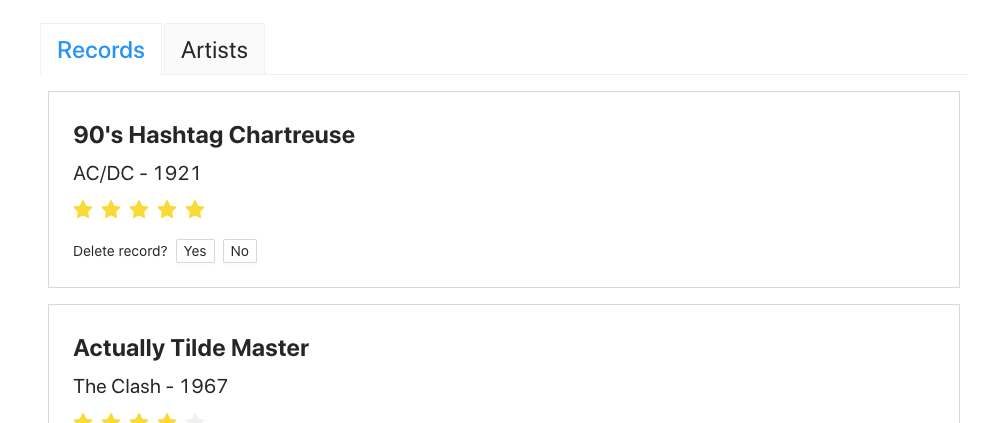 Records Artists
90's Hashtag Chartreuse
AC/DC - 1921
Delete record? Yes No
Actually Tilde Master
The Clash - 1967